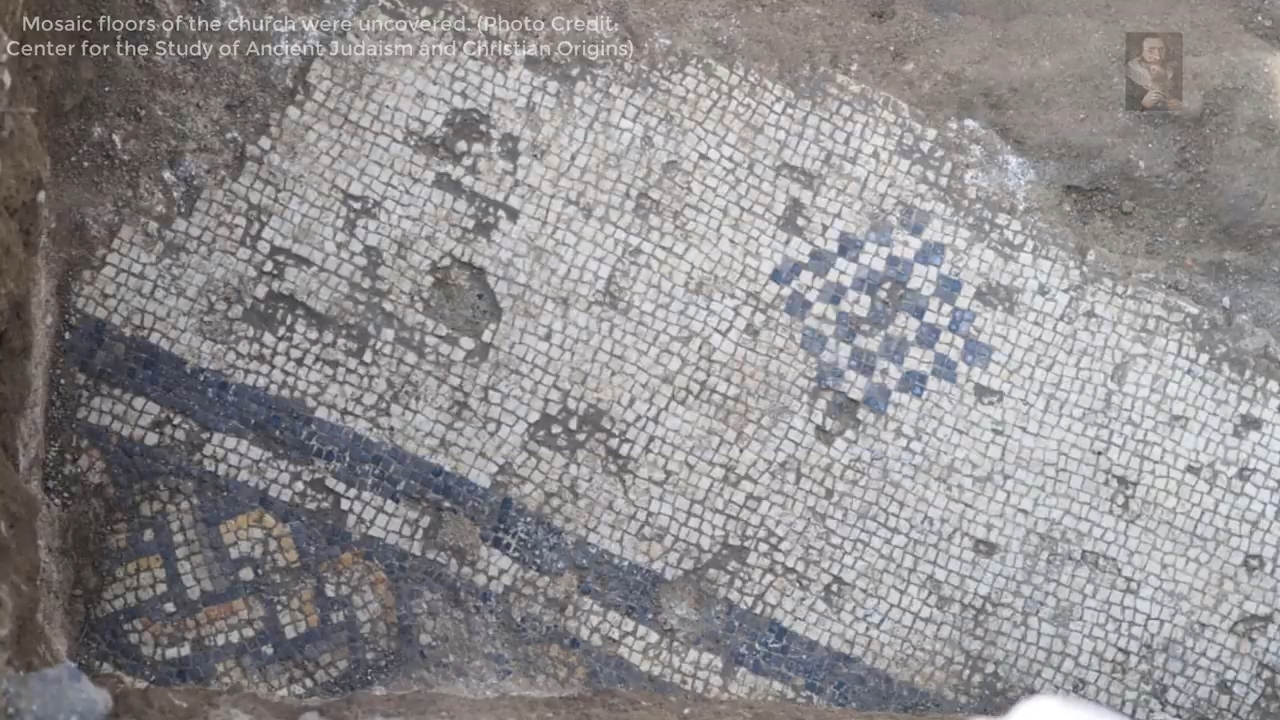 Mosaic floors of the church were uncovered. (Photo Credit:
Center for the Study of Ancient Judaism and Christian Origins)